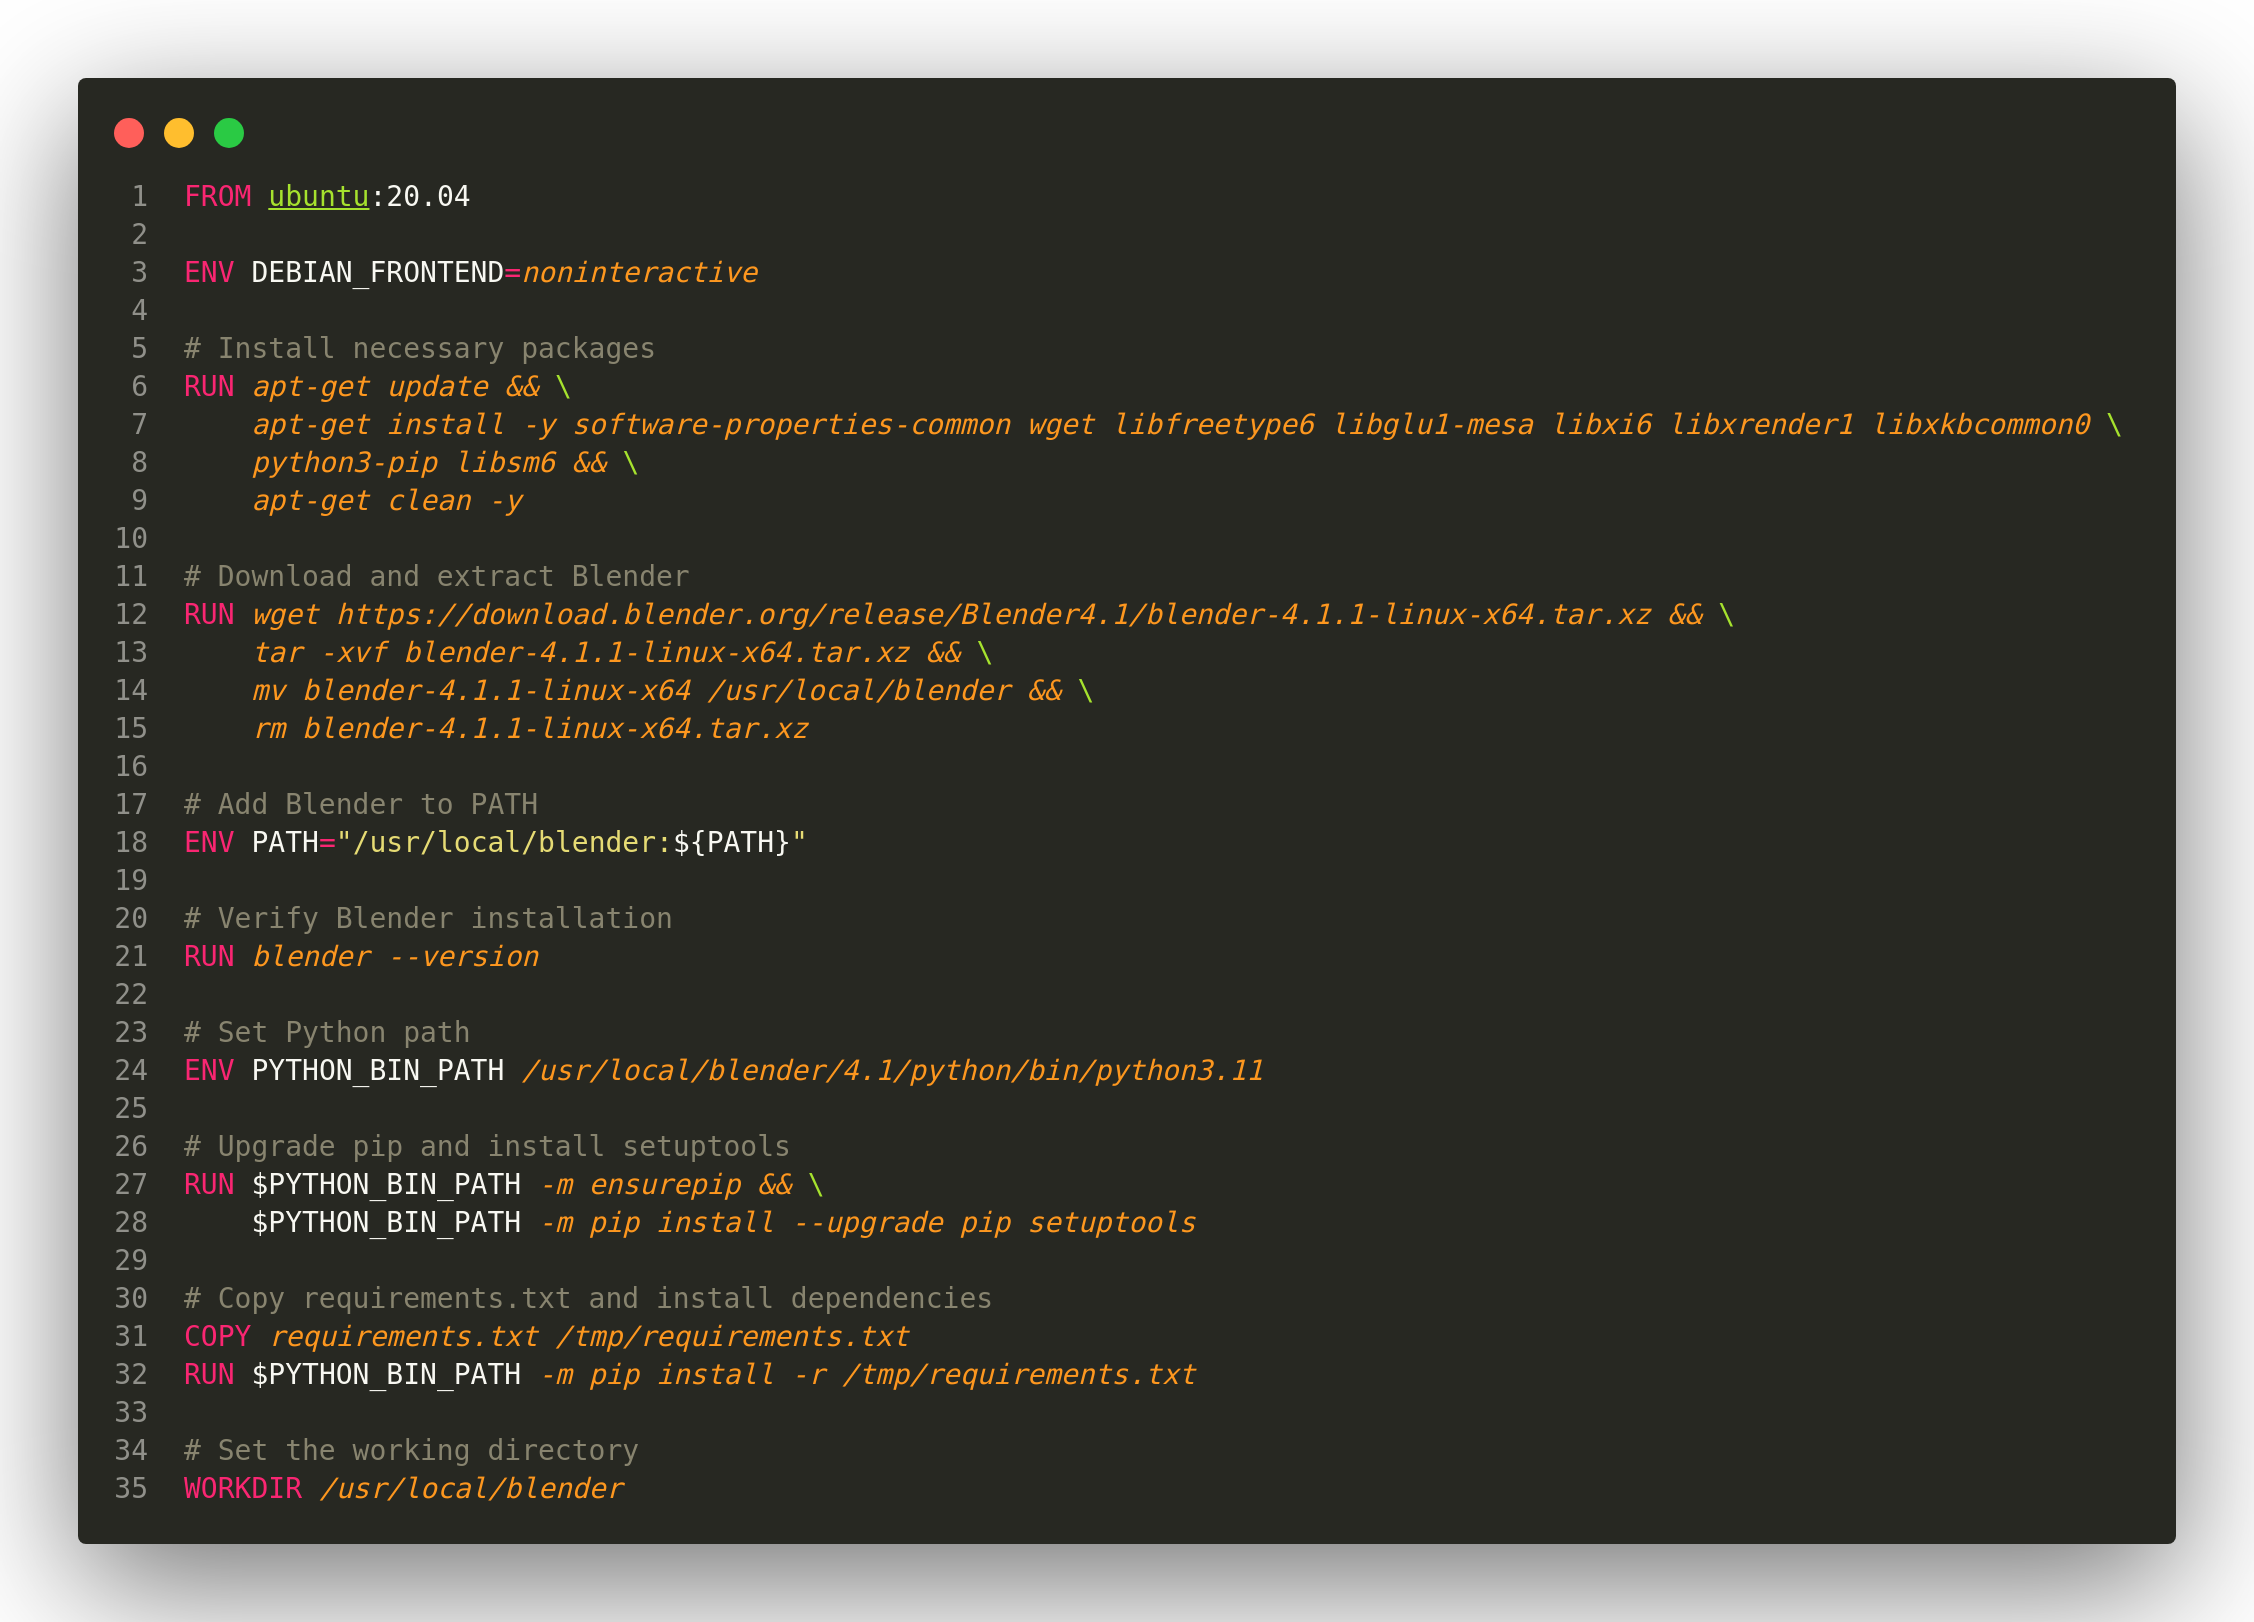 1 FROM ubuntu:20.04
2
3 ENV DEBIAN_FRONTEND=noninteractive
4
5 # Install necessary packages
6 RUN apt-get update && \
7     apt-get install -y software-properties-common wget libfreetype6 libglu1-mesa libxi6 libxrender1 libxkbcommon0 \
8     python3-pip libsm6 && \
9     apt-get clean -y
10
11 # Download and extract Blender
12 RUN wget https://download.blender.org/release/Blender4.1/blender-4.1.1-linux-x64.tar.xz && \
13     tar -xvf blender-4.1.1-linux-x64.tar.xz && \
14     mv blender-4.1.1-linux-x64 /usr/local/blender && \
15     rm blender-4.1.1-linux-x64.tar.xz
16
17 # Add Blender to PATH
18 ENV PATH="/usr/local/blender:${PATH}"
19
20 # Verify Blender installation
21 RUN blender --version
22
23 # Set Python path
24 ENV PYTHON_BIN_PATH /usr/local/blender/4.1/python/bin/python3.11
25
26 # Upgrade pip and install setuptools
27 RUN $PYTHON_BIN_PATH -m ensurepip && \
28     $PYTHON_BIN_PATH -m pip install --upgrade pip setuptools
29
30 # Copy requirements.txt and install dependencies
31 COPY requirements.txt /tmp/requirements.txt
32 RUN $PYTHON_BIN_PATH -m pip install -r /tmp/requirements.txt
33
34 # Set the working directory
35 WORKDIR /usr/local/blender